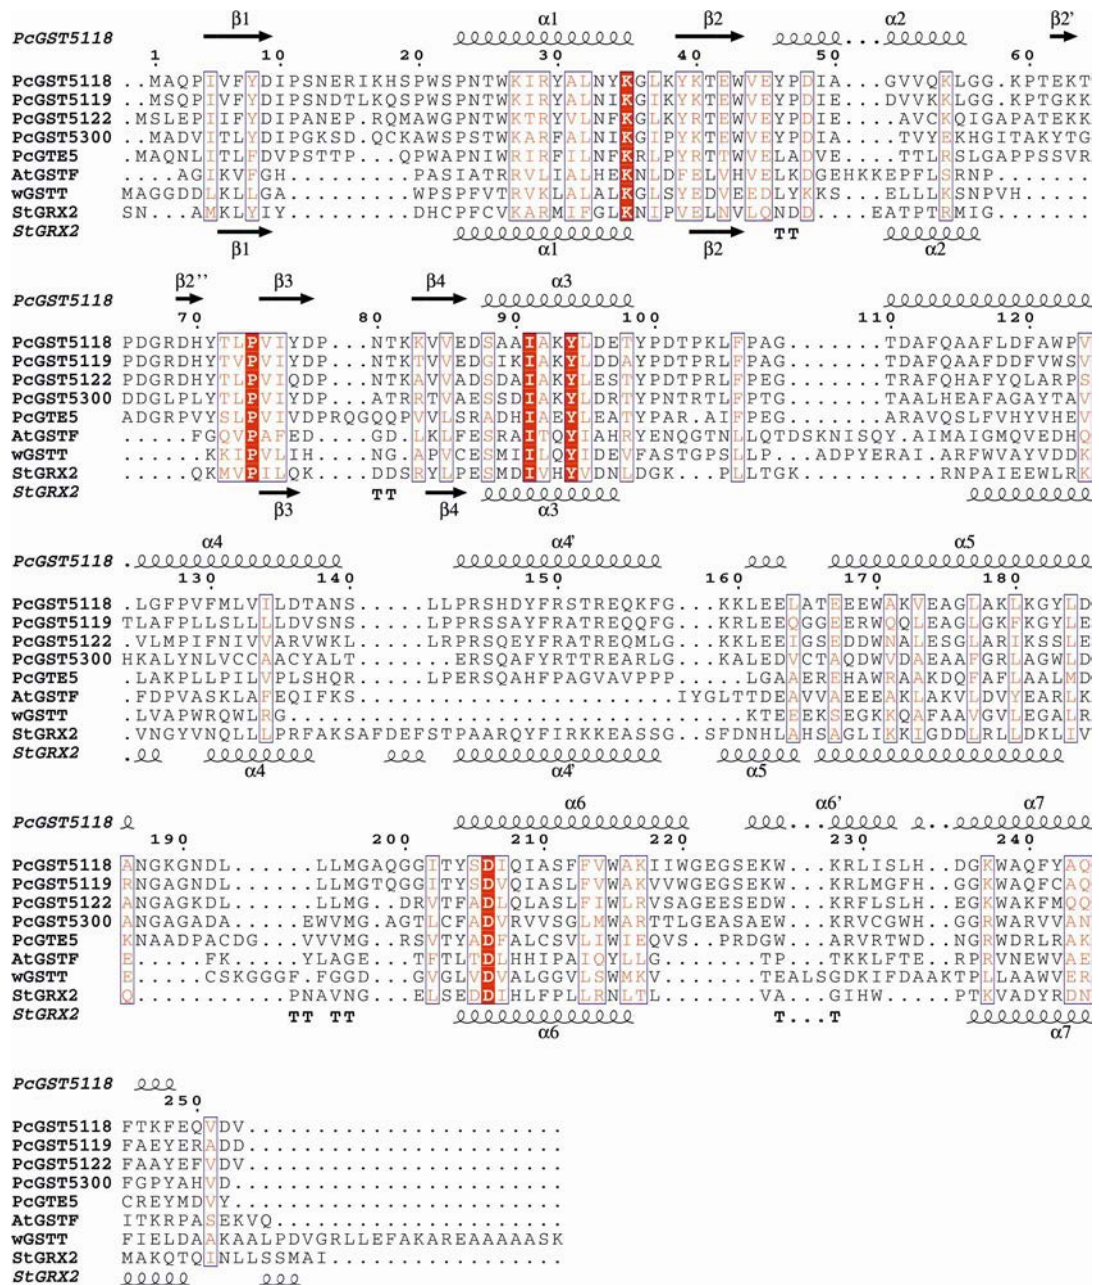 β1 α1 β2 α2 β2'
PcGST5118
1 10 20 30 40 50 60
PcGST5118 ..MAQPIVFYDIPSNERIKHSPWSPNTWKIRYALNYKGLKYKTEWVEYPDIA...GVVQKLGG.KPTEKT
PcGST5119 ..MSQPIVFYDIPSNDTLKQSPWSPNTWKIRYALNIKGIKYKTEWVEYPDIE...DVVKKLGG.KPTGKK
PcGST5122 ..MSLEPIIFYDIPANEP.RQMAWGPNTWKTRYVLNFKGLKYRTEWVEYPDIE...AVCKQIGAPATEKK
PcGST5300 ..MADVITLYDIPGKSD.QCKAWSPSTWKIRYALNIKGIPYKTEWVEYPDIE...ATVYEKHGITAKYTG
PcGTE5 ..MAQNLITLFDVPSTTP...QPWAPNIWRIRFILNFKRLPYRTTWVELADVE...TTLRSLGAPPSSVR
AtGSTF ....AGIKVFGH.......PASIATRRVLIALHEKNLDFELVHVELKDGEHKKEPFLSRNP.........
wGSTT MAGGDDLKLLGA.......WPSPFVTRVKLALALKGLSYEDVEEDLYKKS...ELLLKSNPVH.......
StGRX2 SN...AMKLYIY.......DHCPFCVKARMIFGLKNIPVELNVLQNDD.....EATPTRMIG........
StGRX2
β1 α1 β2 TT α2
β2'' β3 β4 α3
PcGST5118
70 80 90 100 110 120
PcGST5118 PDGRDHYTLPVIYDP...NTKKVVEDSAAIAKYLDETYPDTPKLFPAG.......TDAFQAAFLDFAWPV
PcGST5119 PDGRDHYTVPVIYDP...NTKTVVEDGIKIAKYLDDAYPDTPRLFPAG.......TDAFHAAFDDFAWSV
PcGST5122 PDGRDHYTLPVIQDP...NTKAVVADSDAIAKYLESTYPDTPRLFPEG.......TRAFQHAFYQLARPS
PcGST5300 DDGLPLYTLPVIYDP...ATRRTVAESDAIAKYLDRTYPNTRTLFPTG.......TAALHEAFAGAYTAV
PcGTE5 ADGRPVYSLPVIVDPRQGQQPVVLSRADHIAEYLEATYPAR.AIFPEG.......ARAVQSLFVHYVHEV
AtGSTF .....FGQVPAFED....GD.LKLFESRAITQYIAHRYENQGTNLLQTDSKNISQY.AIMAIGMQVEDHQ
wGSTT ......KKIPVLIH....NG.APVCESMIILQYIDEVFASTGPSLLP..ADPYERAI.ARFWVAYVDDK
StGRX2 .....QKMVPILQK....DDSRYLPESMDIVHYVDNLDGK..PLLTGK........RNPAIEEWLRK
StGRX2
β3 TT β4 α3
α4 α4' α5
PcGST5118
130 140 150 160 170 180
PcGST5118 .LGFPVFMLVILDTANS....LLPRSHDYFRSTREQKFG...KKLEELATEEEWAKVEAGLAKLKGYLD
PcGST5119 TLAFPLLSLLLLDVSNS....LPPRSSDYFRATREQQFG...KRLEEQGGEERWQQLEAGLGKFKGYLE
PcGST5122 .VLMPIFNIVVARVWKL....LRPRSQEYFRATREQMLG...KKLEEIGSEDDWNALEAGLAKIKSSLE
PcGST5300 HKALYNLVCCAACYALT....ERSQAFYRTTREARLG...KALEDVCTAQDWVDAEAAFGRLAGWLD
PcGTE5 .LAKPLLPILVPLSHQR....LPERSQAHFPAGVAVPPP...LGAAEREHAWRAAKDQFAFLAALMD
AtGSTF .FDPVASKLAFEQIFKS................IYGLTTDEAVVAEEEAKLAKVLDVYEARLK
wGSTT .LVAPWRQWLRG.......................KTEEEKSEGKKQAFAAVGVLEGALR
StGRX2 .VNGYVNQLLLPRFAKSAFDEFSTPAARQYFIRKKEASSG...SFDNHLAHSAGLIKKIGDDLRLLDKLIV
StGRX2
α4 α4' α5
α6 α6' α7
PcGST5118
190 200 210 220 230 240
PcGST5118 ANGKGNDL....LLMGAQGGITYSDIQIASFFVWAKIIWGEGSEKW...KRLISLH..DGKWAQFYAQ
PcGST5119 RNGAGNDL....LLMGTQGGITYSDVQIASLFVWAKVVWGEGSEKW...KRLMGFH..GGKWAQFCAQ
PcGST5122 ANGAGKDL....LLMG.DRVTFADLQLASLFIWLRVSAGEESEDW...KRFLSLH..EGKWAKFMQQ
PcGST5300 ANGAGADA....EWVMG.AGTLCFADVRVVSGLMWARTTLGEASAEW...KRVCGWH..GGRWARVVAN
PcGTE5 KNAADPACDG...VVVMG.RSVTYADFALCSVLIWIEQVS..PRDGW..ARVRTWD..NGRWDRLRAK
AtGSTF E.....FK....YLAGE..TFTLTDLHHIPAIQYLLG......TP....TKKLFTE..RPRVNEWVAE
wGSTT E....CSKGGGFFGGD..GVGLVDVALGGVLSWMKV....TEALSGDKIFDAAKTPLLAAWVER
StGRX2 Q........PNAVNG..ELSEDDIHLFPLLRNLTL.....VA....GIHW.....PTKVADYRDN
StGRX2
TT TT α6 T...T α7
PcGST5118
250
PcGST5118 FTKFEQVDV................
PcGST5119 FAEYERADD................
PcGST5122 FAAYEFVDV................
PcGST5300 FGPYAHVD.................
PcGTE5 CREYMDVY.................
AtGSTF ITKRPASEKVQ..............
wGSTT FIELDAAKAALPDVGRLLEFAKAREAAAAASK
StGRX2 MAKQTQINLLSSMAI..........
StGRX2